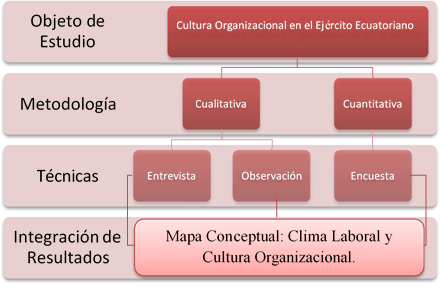 Objeto de
Estudio
Cultura Organizacional en el Ejército Ecuatoriano
Metodología
Cualitativa
Cuantitativa
Técnicas
Entrevista
Observación
Encuesta
Integración de
Resultados
Mapa Conceptual: Clima Laboral y
Cultura Organizacional.